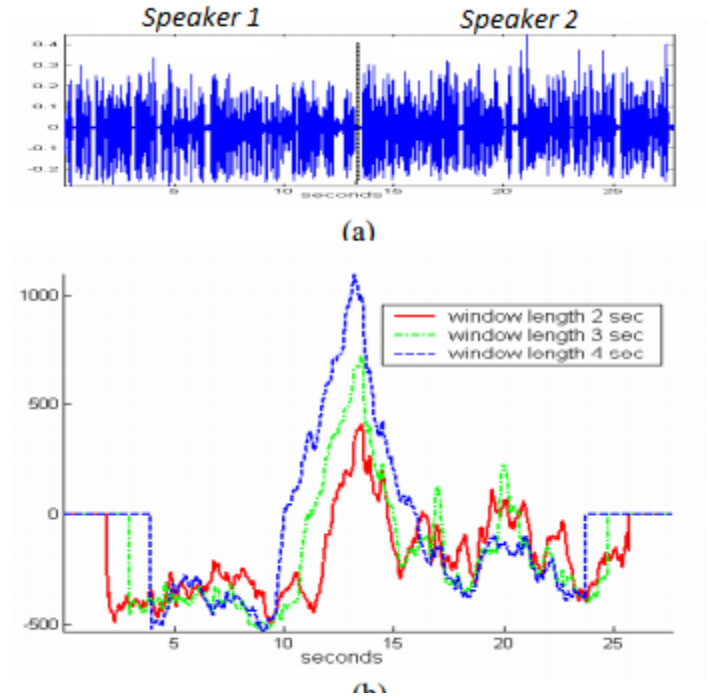 Speaker 1 Speaker 2
0.4
0.3
0.2
0.1
0
0.1
-0.2
5 10 15 20 25
seconds
(a)
1000
500
0
-500
window length 2 sec
window length 3 sec
window length 4 sec
5 10 15 20 25
seconds
(b)